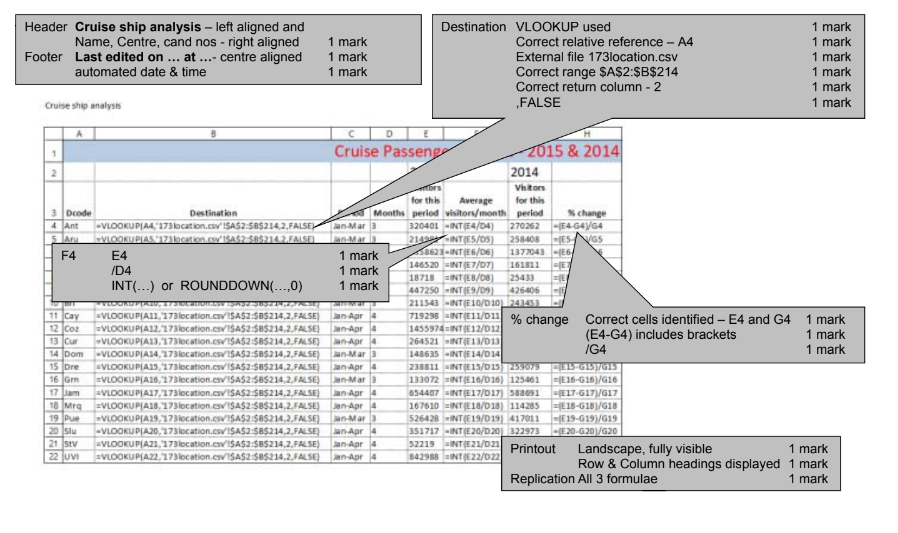 Header Cruise ship analysis – left aligned and
Name, Centre, cand nos - right aligned 1 mark
Footer Last edited on … at …- centre aligned 1 mark
automated date & time 1 mark
Destination VLOOKUP used 1 mark
Correct relative reference – A4 1 mark
External file 173location.csv 1 mark
Correct range $A$2:$B$214 1 mark
Correct return column - 2 1 mark
,FALSE 1 mark
Cruise ship analysis
A B C D E H
1 Cruise 2015 & 2014
2 2014
3 Dcode Destination Months for this period Average visitors/month Visitors for this period % change
4 Ant =VLOOKUP(A4,'173location.csv'!$A$2:$B$214,2,FALSE) Jan-Mar 3 320401 =INT(E4/D4) 270262 =(E4-G4)/G4
5 Aru =VLOOKUP(A5,'173location.csv'!$A$2:$B$214,2,FALSE) Jan-Mar 3 =INT(E5/D5) 258408
F4 E4 1 mark
/D4 1 mark
INT(…) or ROUNDDOWN(…,0) 1 mark
=INT(E6/D6) 1377043
146520 =INT(E7/D7) 161811
18718 =INT(E8/D8) 25433
447250 =INT(E9/D9) 426406
211543 =INT(E10/D10) 243453
11 Cay =VLOOKUP(A11,'173location.csv'!$A$2:$B$214,2,FALSE) Jan-Apr 4 719298 =INT(E11/D11)
12 Coz =VLOOKUP(A12,'173location.csv'!$A$2:$B$214,2,FALSE) Jan-Apr 4 1455974 =INT(E12/D12)
13 Cur =VLOOKUP(A13,'173location.csv'!$A$2:$B$214,2,FALSE) Jan-Apr 4 264521 =INT(E13/D13)
14 Dom =VLOOKUP(A14,'173location.csv'!$A$2:$B$214,2,FALSE) Jan-Mar 3 148635 =INT(E14/D14)
% change Correct cells identified – E4 and G4 1 mark
(E4-G4) includes brackets 1 mark
/G4 1 mark
15 Dre =VLOOKUP(A15,'173location.csv'!$A$2:$B$214,2,FALSE) Jan-Apr 4 238811 =INT(E15/D15) 259079 =(E15-G15)/G15
16 Grn =VLOOKUP(A16,'173location.csv'!$A$2:$B$214,2,FALSE) Jan-Mar 3 133072 =INT(E16/D16) 125461 =(E16-G16)/G16
17 Jam =VLOOKUP(A17,'173location.csv'!$A$2:$B$214,2,FALSE) Jan-Apr 4 654407 =INT(E17/D17) 588691 =(E17-G17)/G17
18 Mrq =VLOOKUP(A18,'173location.csv'!$A$2:$B$214,2,FALSE) Jan-Apr 4 167610 =INT(E18/D18) 114285 =(E18-G18)/G18
19 Pue =VLOOKUP(A19,'173location.csv'!$A$2:$B$214,2,FALSE) Jan-Mar 3 526428 =INT(E19/D19) 417011 =(E19-G19)/G19
20 Slu =VLOOKUP(A20,'173location.csv'!$A$2:$B$214,2,FALSE) Jan-Apr 4 351717 =INT(E20/D20) 322973 =(E20-G20)/G20
21 StV =VLOOKUP(A21,'173location.csv'!$A$2:$B$214,2,FALSE) Jan-Apr 4 52219 =INT(E21/D21
22 UVI =VLOOKUP(A22,'173location.csv'!$A$2:$B$214,2,FALSE) Jan-Apr 4 842988 =INT(E22/D22
Printout Landscape, fully visible 1 mark
Row & Column headings displayed 1 mark
Replication All 3 formulae 1 mark